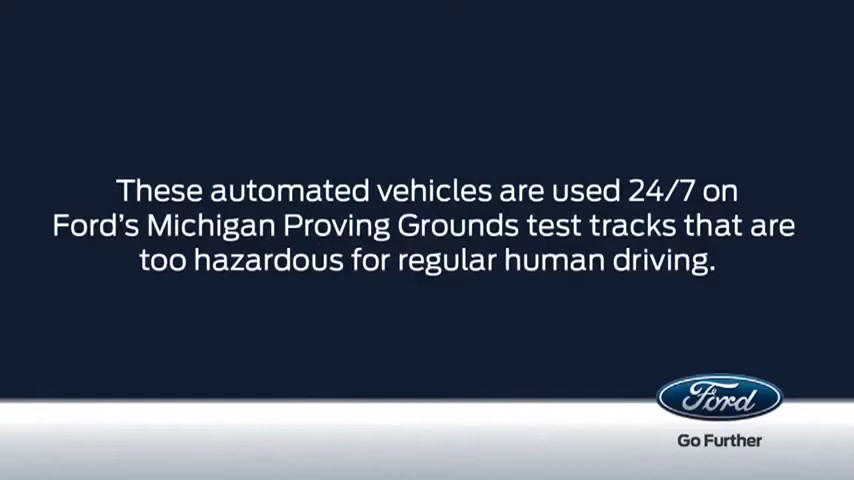 These automated vehicles are used 24/7 on
Ford's Michigan Proving Grounds test tracks that are
too hazardous for regular human driving.
Ford
Go Further